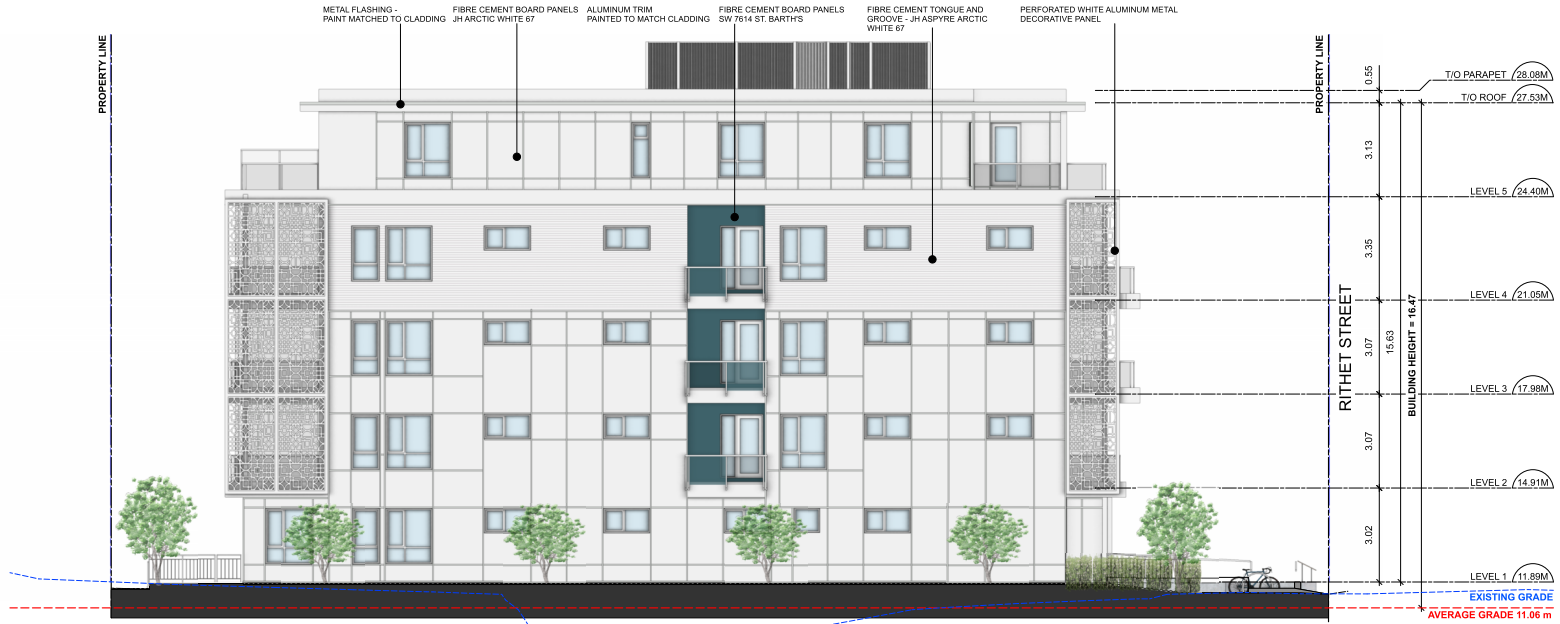 METAL FLASHING -
PAINT MATCHED TO CLADDING
FIBRE CEMENT BOARD PANELS
JH ARCTIC WHITE 67
ALUMINUM TRIM
PAINTED TO MATCH CLADDING
FIBRE CEMENT BOARD PANELS
SW 7614 ST. BARTH'S
FIBRE CEMENT TONGUE AND
GROOVE - JH ASPYRE ARCTIC
WHITE 67
PERFORATED WHITE ALUMINUM METAL
DECORATIVE PANEL
PROPERTY LINE
PROPERTY LINE
RITHET STREET
0.55
3.13
3.35
3.07
3.07
3.02
15.63
BUILDING HEIGHT = 16.47
T/O PARAPET 28.08M
T/O ROOF 27.53M
LEVEL 5 24.40M
LEVEL 4 21.05M
LEVEL 3 17.98M
LEVEL 2 14.91M
LEVEL 1 11.89M
EXISTING GRADE
AVERAGE GRADE 11.06 m